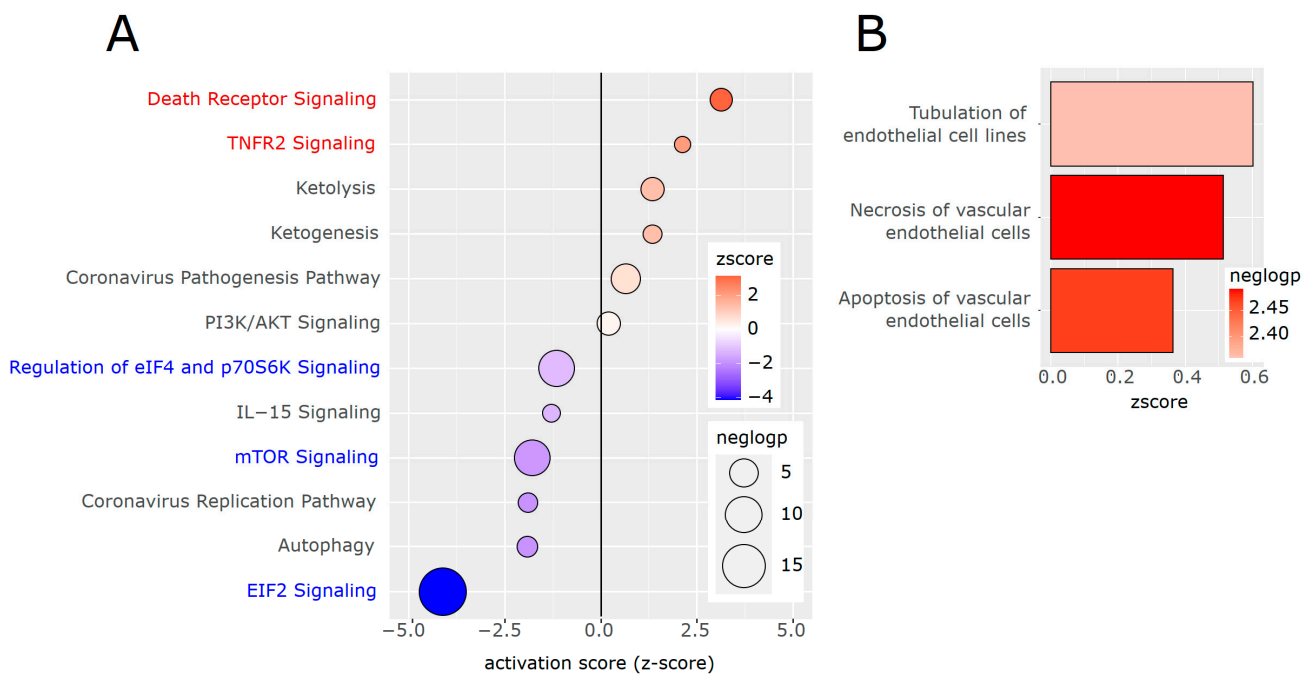 A
Death Receptor Signaling
TNFR2 Signaling
Ketolysis
Ketogenesis
Coronavirus Pathogenesis Pathway
PI3K/AKT Signaling
Regulation of eIF4 and p70S6K Signaling
IL−15 Signaling
mTOR Signaling
Coronavirus Replication Pathway
Autophagy
EIF2 Signaling
−5.0 −2.5 0.0 2.5 5.0
activation score (z-score)
zscore
2
0
−2
−4
neglogp
5
10
15
B
Tubulation of
endothelial cell lines
Necrosis of vascular
endothelial cells
Apoptosis of vascular
endothelial cells
0.0 0.2 0.4 0.6
zscore
neglogp
2.45
2.40